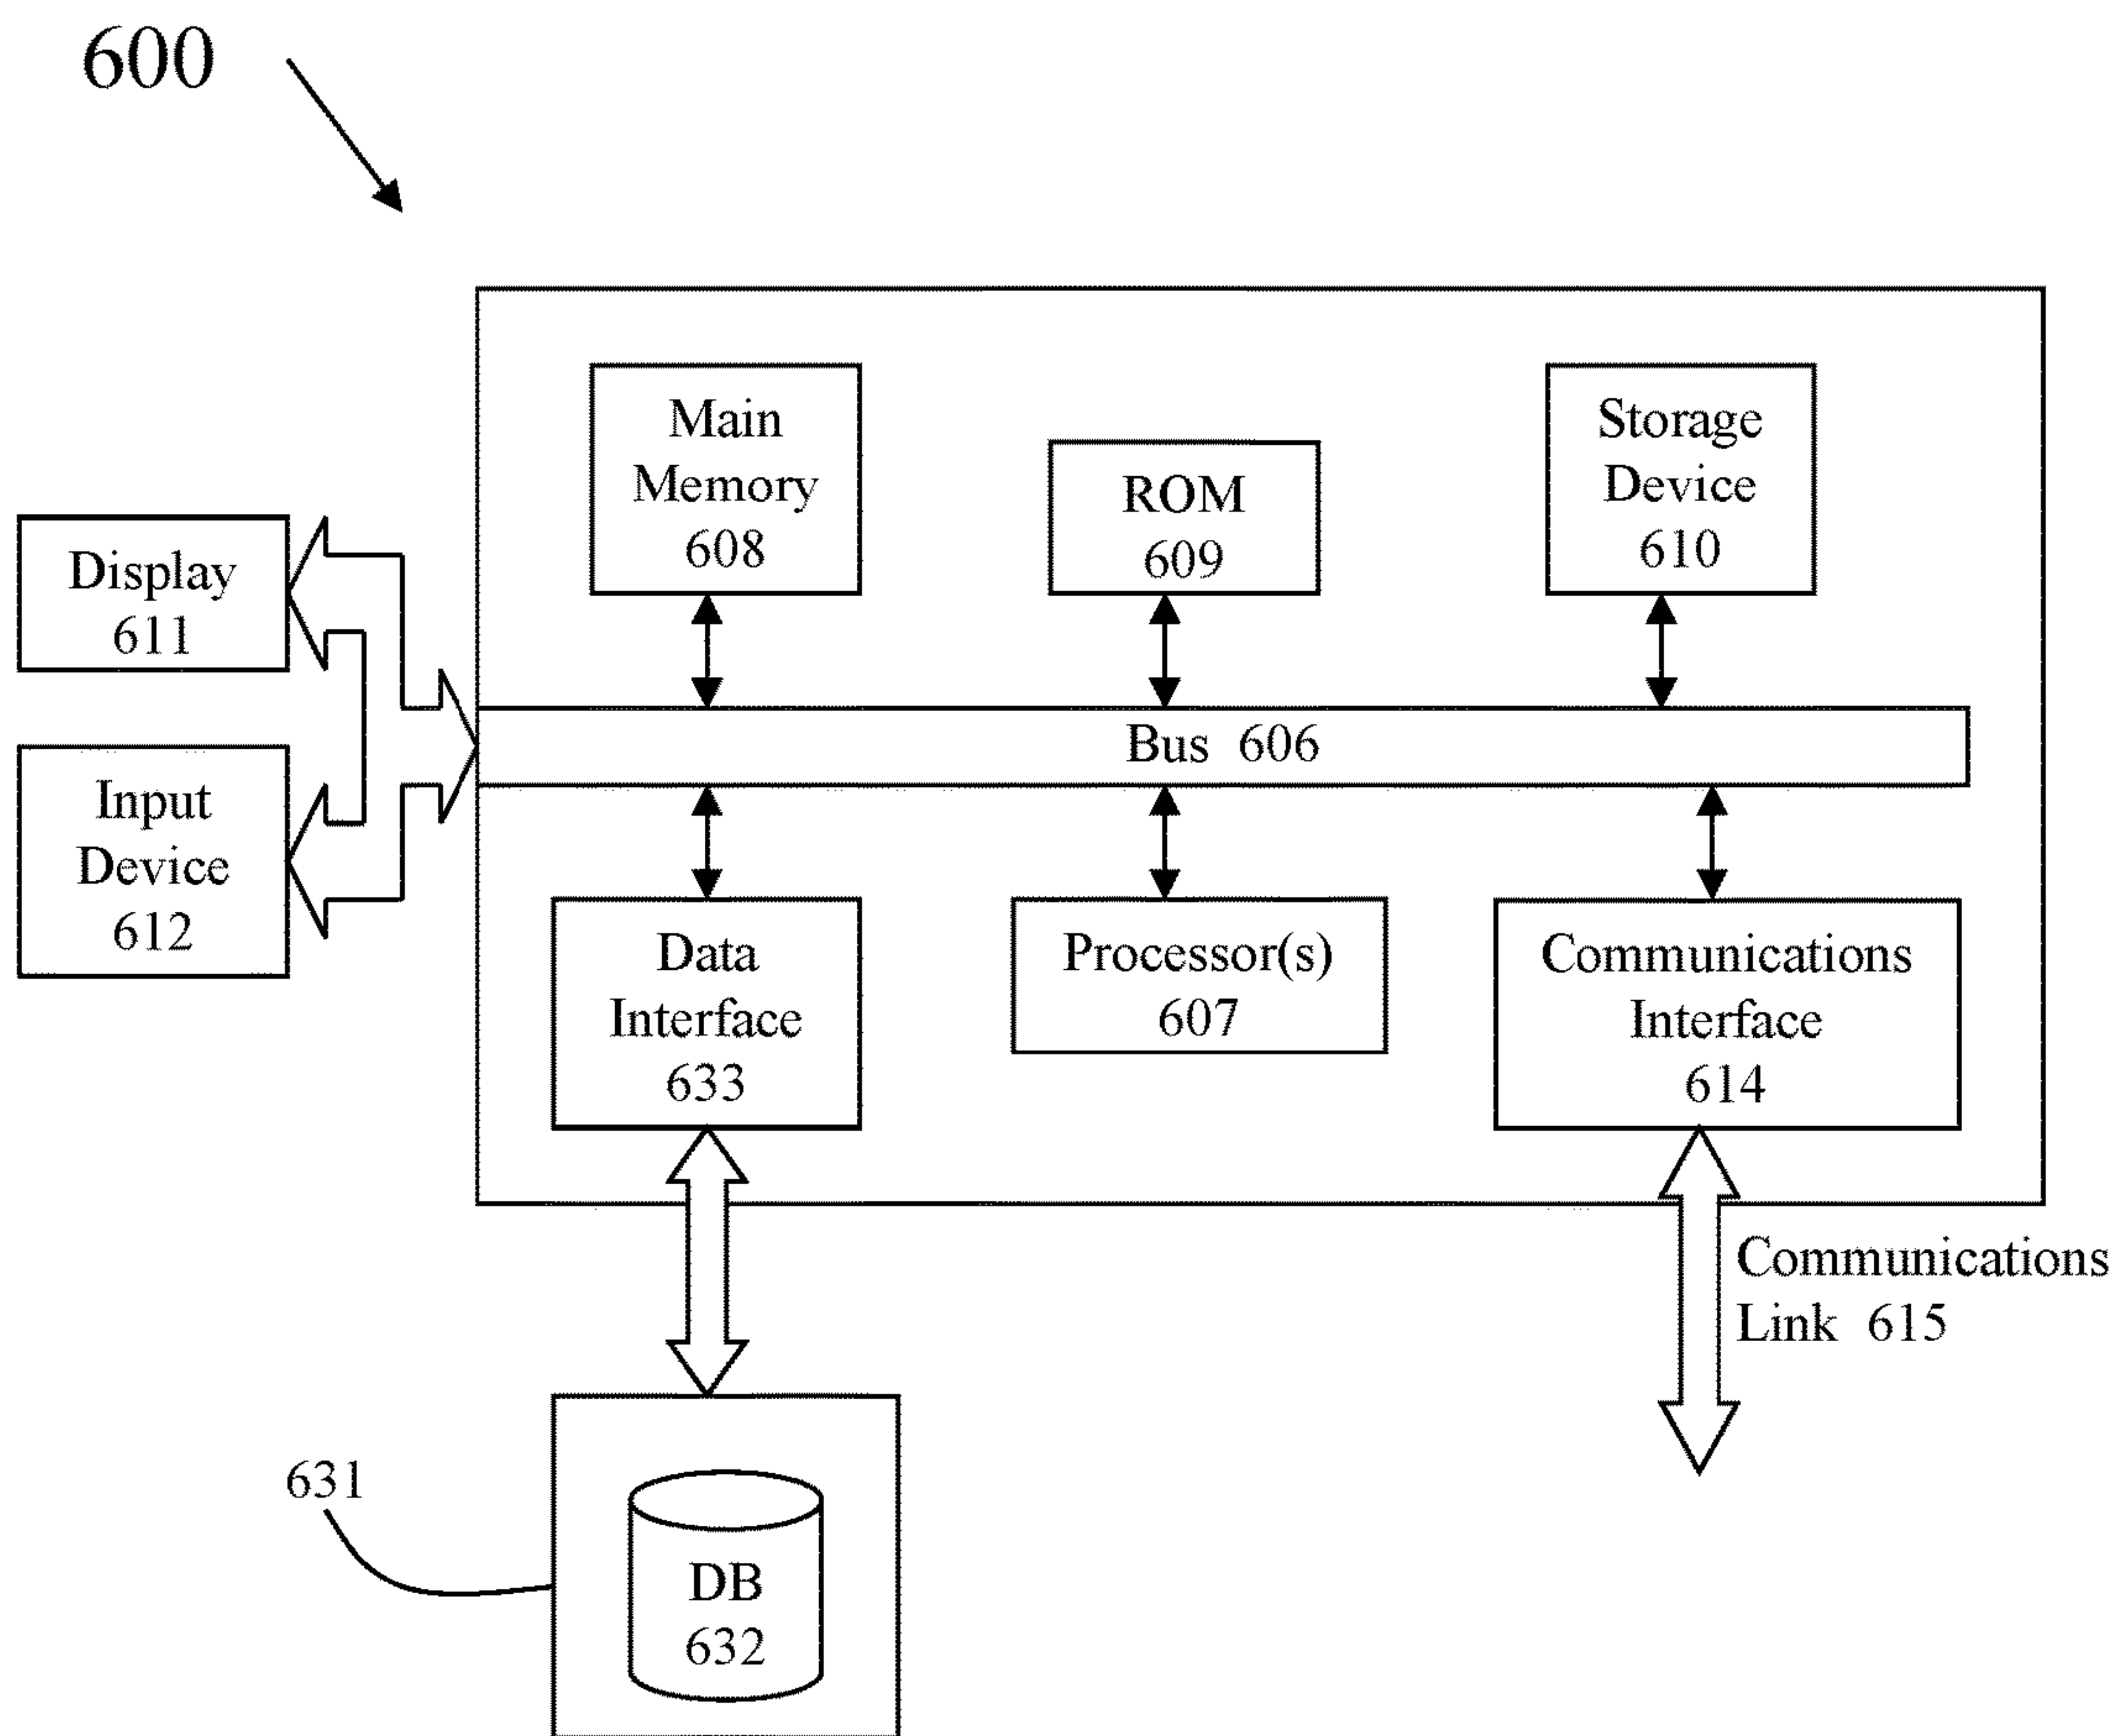 600
Main
Memory
608
ROM
609
Storage
Device
610
Display
611
Bus 606
Input
Device
612
Data
Interface
633
Processor(s)
607
Communications
Interface
614
Communications
Link 615
631
DB
632